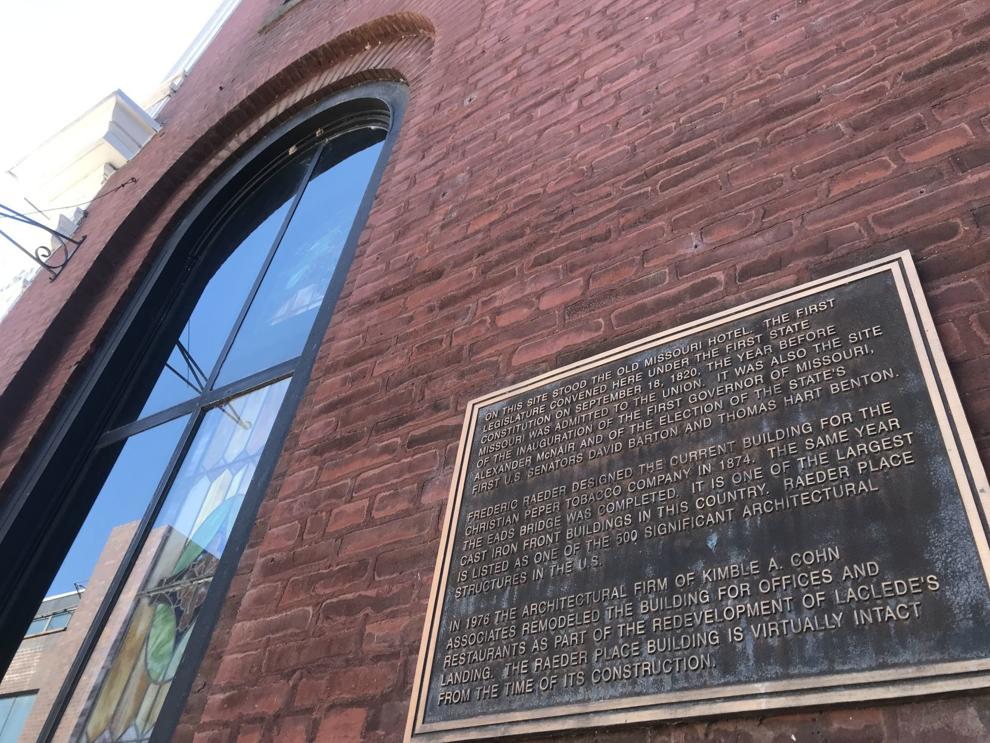 ON THIS SITE STOOD THE OLD MISSOURI HOTEL. THE FIRST
LEGISLATURE CONVENED HERE UNDER THE FIRST STATE
CONSTITUTION ON SEPTEMBER 18, 1820, THE YEAR BEFORE
MISSOURI WAS ADMITTED TO THE UNION. IT WAS ALSO THE SITE
OF THE INAUGURATION OF THE FIRST GOVERNOR OF MISSOURI,
ALEXANDER McNAIR AND OF THE ELECTION OF THE STATE'S
FIRST U.S. SENATORS DAVID BARTON AND THOMAS HART BENTON.
FREDERIC RAEDER DESIGNED THE CURRENT BUILDING FOR THE
CHRISTIAN PEPER TOBACCO COMPANY IN 1874. THE SAME YEAR
THE EADS BRIDGE WAS COMPLETED. IT IS ONE OF THE LARGEST
CAST IRON FRONT BUILDINGS IN THIS COUNTRY. RAEDER PLACE
IS LISTED AS ONE OF THE 500 SIGNIFICANT ARCHITECTURAL
STRUCTURES IN THE U.S.
IN 1976 THE ARCHITECTURAL FIRM OF KIMBLE A. COHN
ASSOCIATES REMODELED THE BUILDING FOR OFFICES AND
RESTAURANTS AS PART OF THE REDEVELOPMENT OF LACLEDE'S
LANDING. THE RAEDER PLACE BUILDING IS VIRTUALLY INTACT
FROM THE TIME OF ITS CONSTRUCTION.